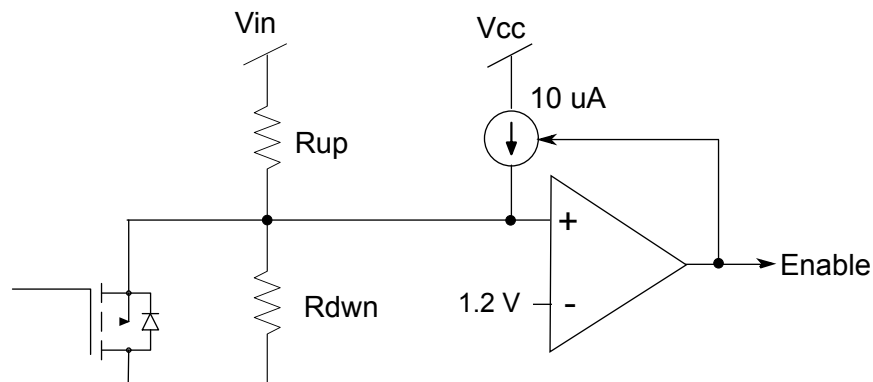 Vin
Vcc
10 uA
Rup
+
Enable
1.2 V
-
Rdwn